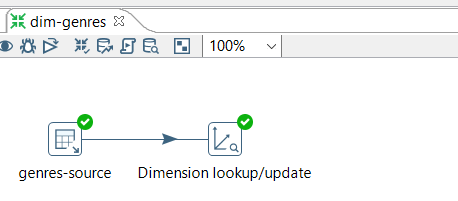 dim-genres
100%
genres-source
Dimension lookup/update